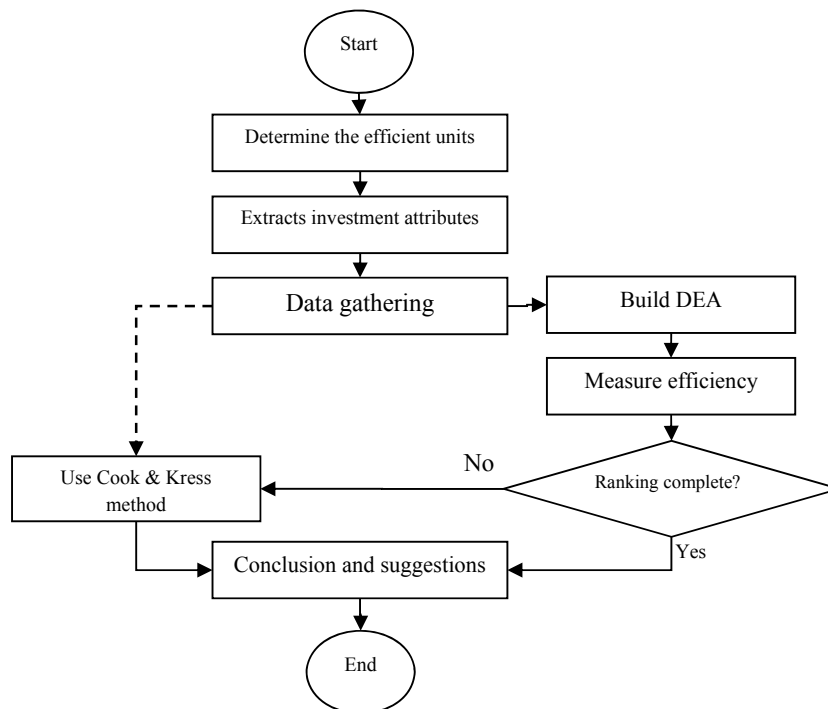 Start
Determine the efficient units
Extracts investment attributes
Data gathering
Build DEA
Measure efficiency
Ranking complete?
No
Use Cook & Kress
method
Yes
Conclusion and suggestions
End